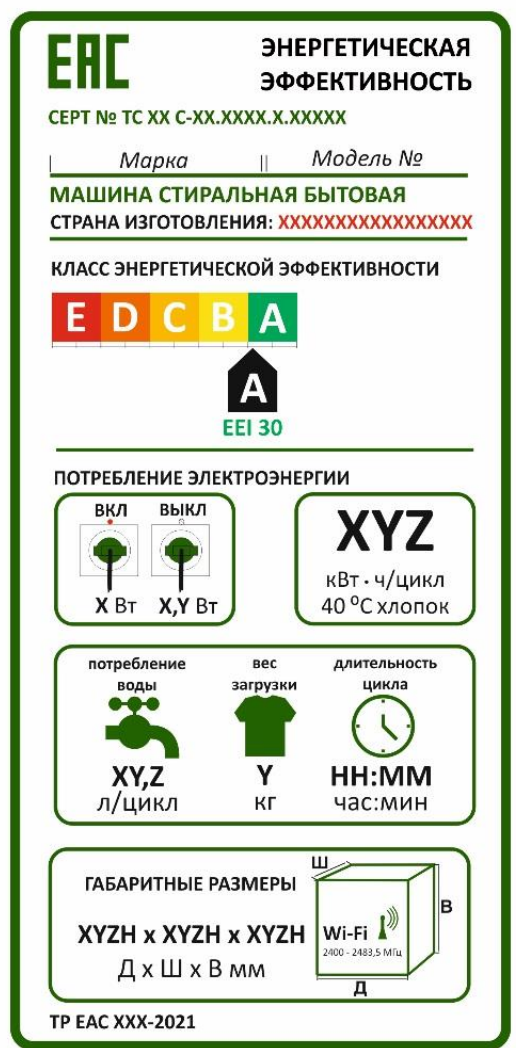 EAC
ЭНЕРГЕТИЧЕСКАЯ
ЭФФЕКТИВНОСТЬ
СЕРТ № ТС XX С-XX.XXXX.X.XXXXX
Марка Модель №
МАШИНА СТИРАЛЬНАЯ БЫТОВАЯ
СТРАНА ИЗГОТОВЛЕНИЯ: XXXXXXXXXXXXXXXXX
КЛАСС ЭНЕРГЕТИЧЕСКОЙ ЭФФЕКТИВНОСТИ
E D C B A
A
EEI 30
ПОТРЕБЛЕНИЕ ЭЛЕКТРОЭНЕРГИИ
ВКЛ ВЫКЛ
X Вт X,Y Вт
XYZ
кВт · ч/цикл
40 ⁰С хлопок
потребление воды
XY,Z
л/цикл
вес загрузки
Y
кг
длительность цикла
HH:MM
час:мин
ГАБАРИТНЫЕ РАЗМЕРЫ
XYZH x XYZH x XYZH
Д x Ш x В мм
Ш
В
Wi-Fi
2400 - 2483,5 МГц
Д
ТР ЕАС XXX-2021